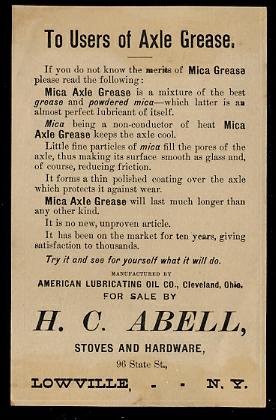 To Users of Axle Grease.
If you do not know the merits of Mica Grease
please read the following:
Mica Axle Grease is a mixture of the best
grease and powdered mica—which latter is an
almost perfect lubricant of itself.
Mica being a non-conductor of heat Mica
Axle Grease keeps the axle cool.
Little fine particles of mica fill the pores of the
axle, thus making its surface smooth as glass and,
of course, reducing friction.
It forms a thin polished coating over the axle
which protects it against wear.
Mica Axle Grease will last much longer than
any other kind.
It is no new, unproven article.
It has been on the market for ten years, giving
satisfaction to thousands.
Try it and see for yourself what it will do.
MANUFACTURED BY
AMERICAN LUBRICATING OIL CO., Cleveland, Ohio.
FOR SALE BY
H. C. ABELL,
STOVES AND HARDWARE,
96 State St.,
LOWVILLE, - - N. Y.